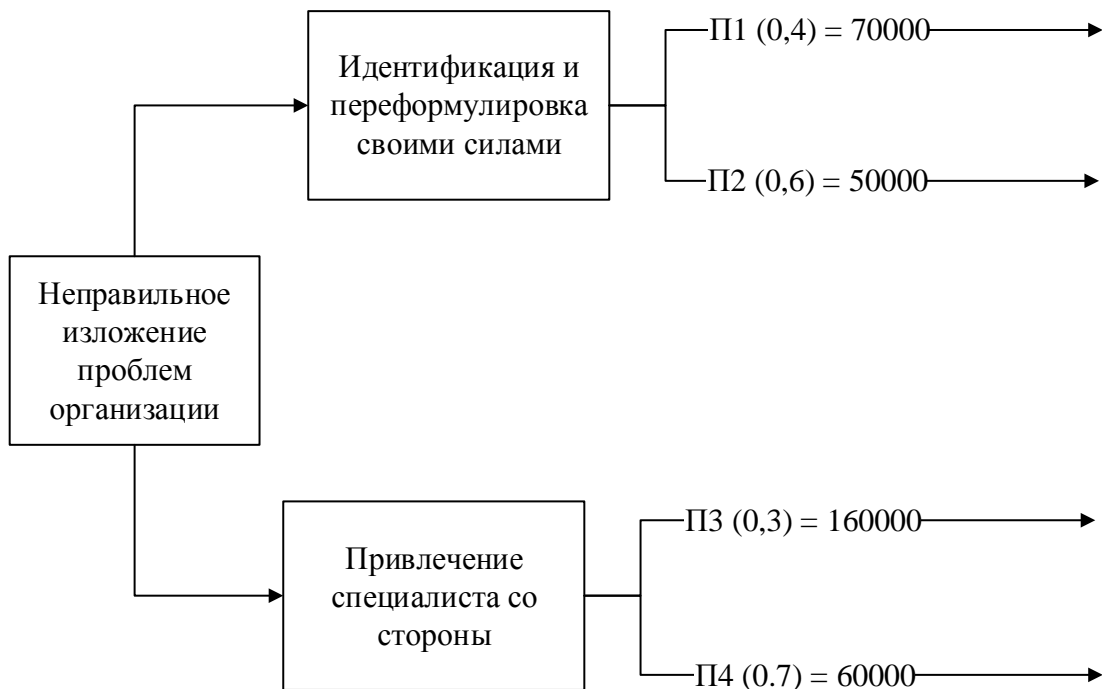 Идентификация и
переформулировка
своими силами
П1 (0,4) = 70000
П2 (0,6) = 50000
Неправильное
изложение
проблем
организации
Привлечение
специалиста со
стороны
П3 (0,3) = 160000
П4 (0.7) = 60000